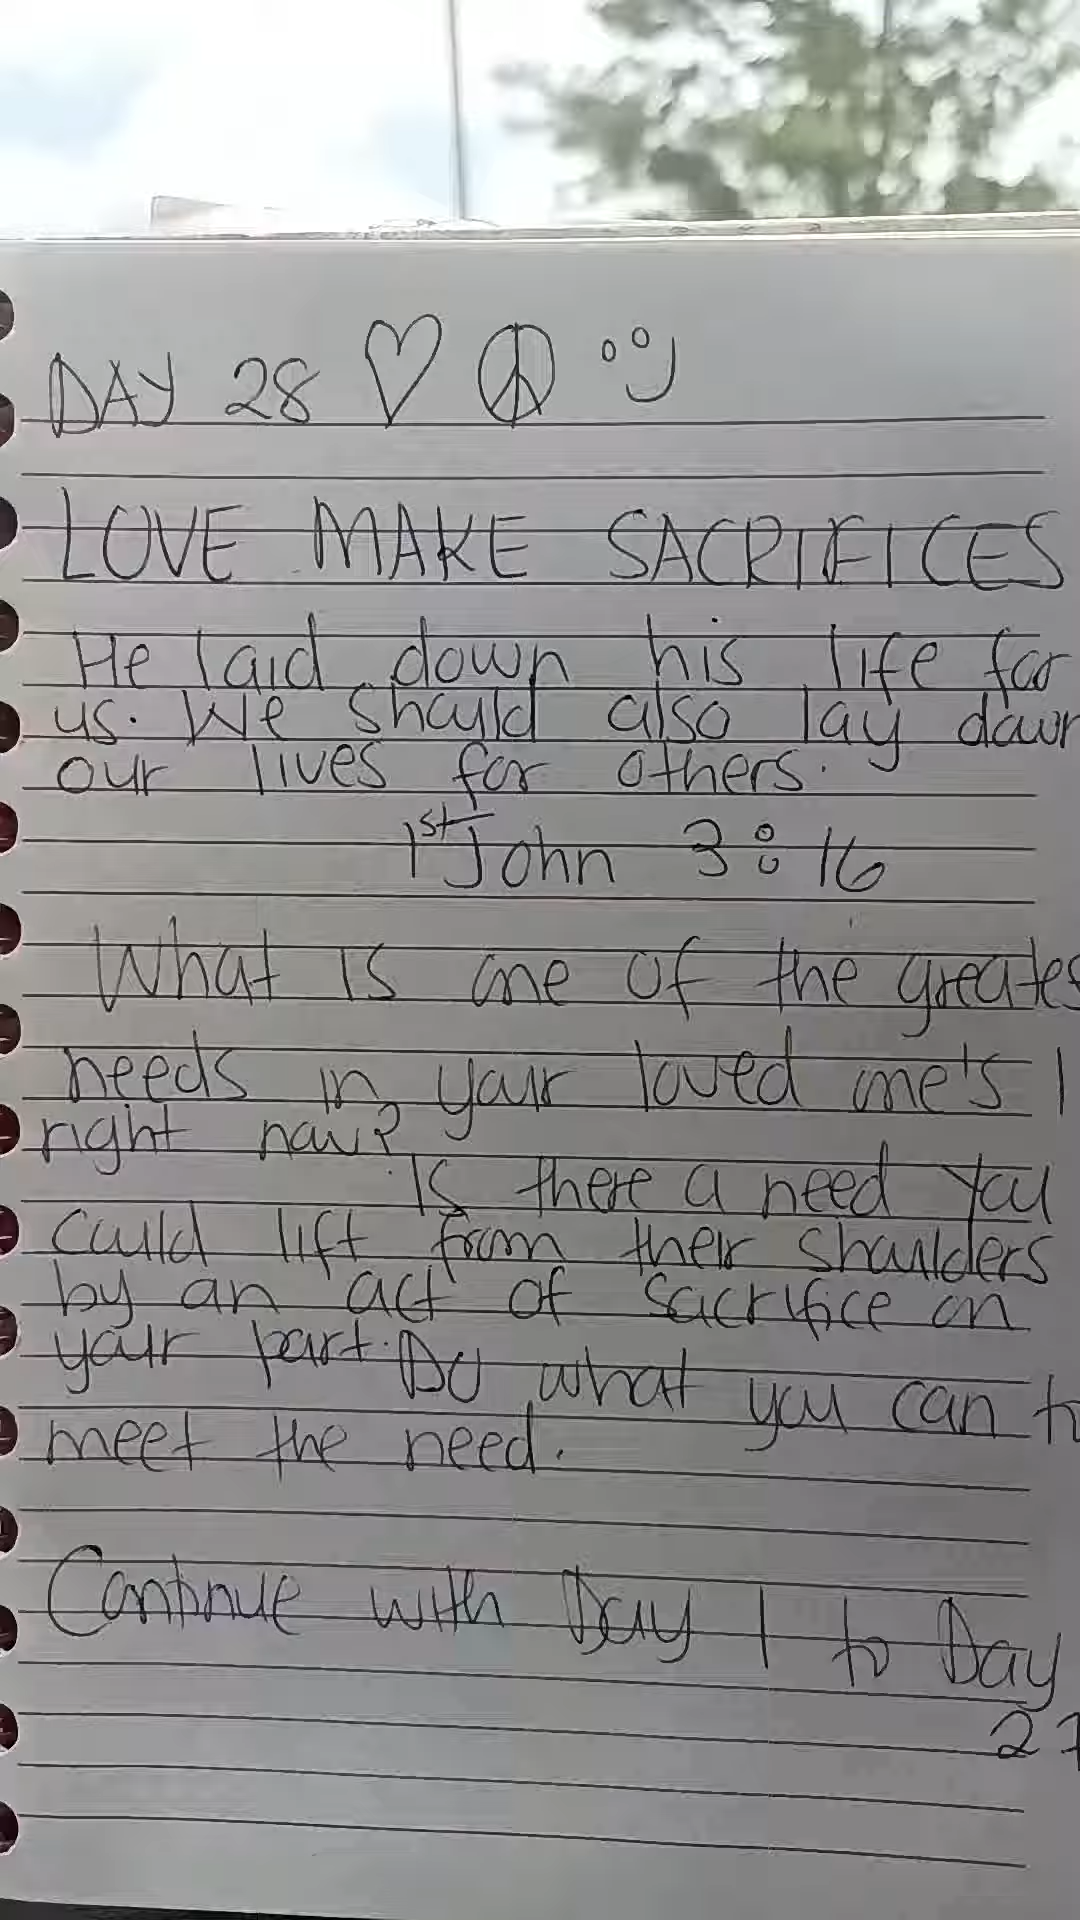 DAY 28
LOVE MAKE SACRIFICES
He laid down his life for
us. We should also lay down
our lives for others.
1st John 3:16
What is one of the greates
needs in your loved one's l
right now?
Is there a need you
could lift from their shoulders
by an act of sacrifice on
your part. Do what you can to
meet the need.
Continue with Day 1 to Day
27